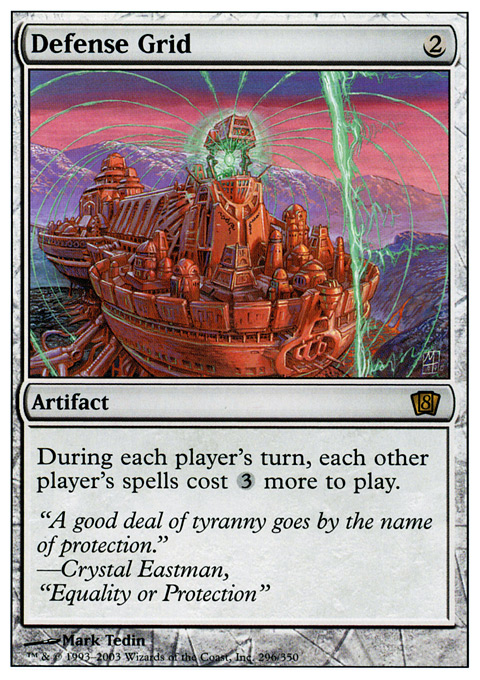 Defense Grid 2
Artifact 8
During each player's turn, each other
player's spells cost 3 more to play.
“A good deal of tyranny goes by the name
of protection.”
—Crystal Eastman,
“Equality or Protection”
Mark Tedin
™ & © 1993–2003 Wizards of the Coast, Inc. 296/350